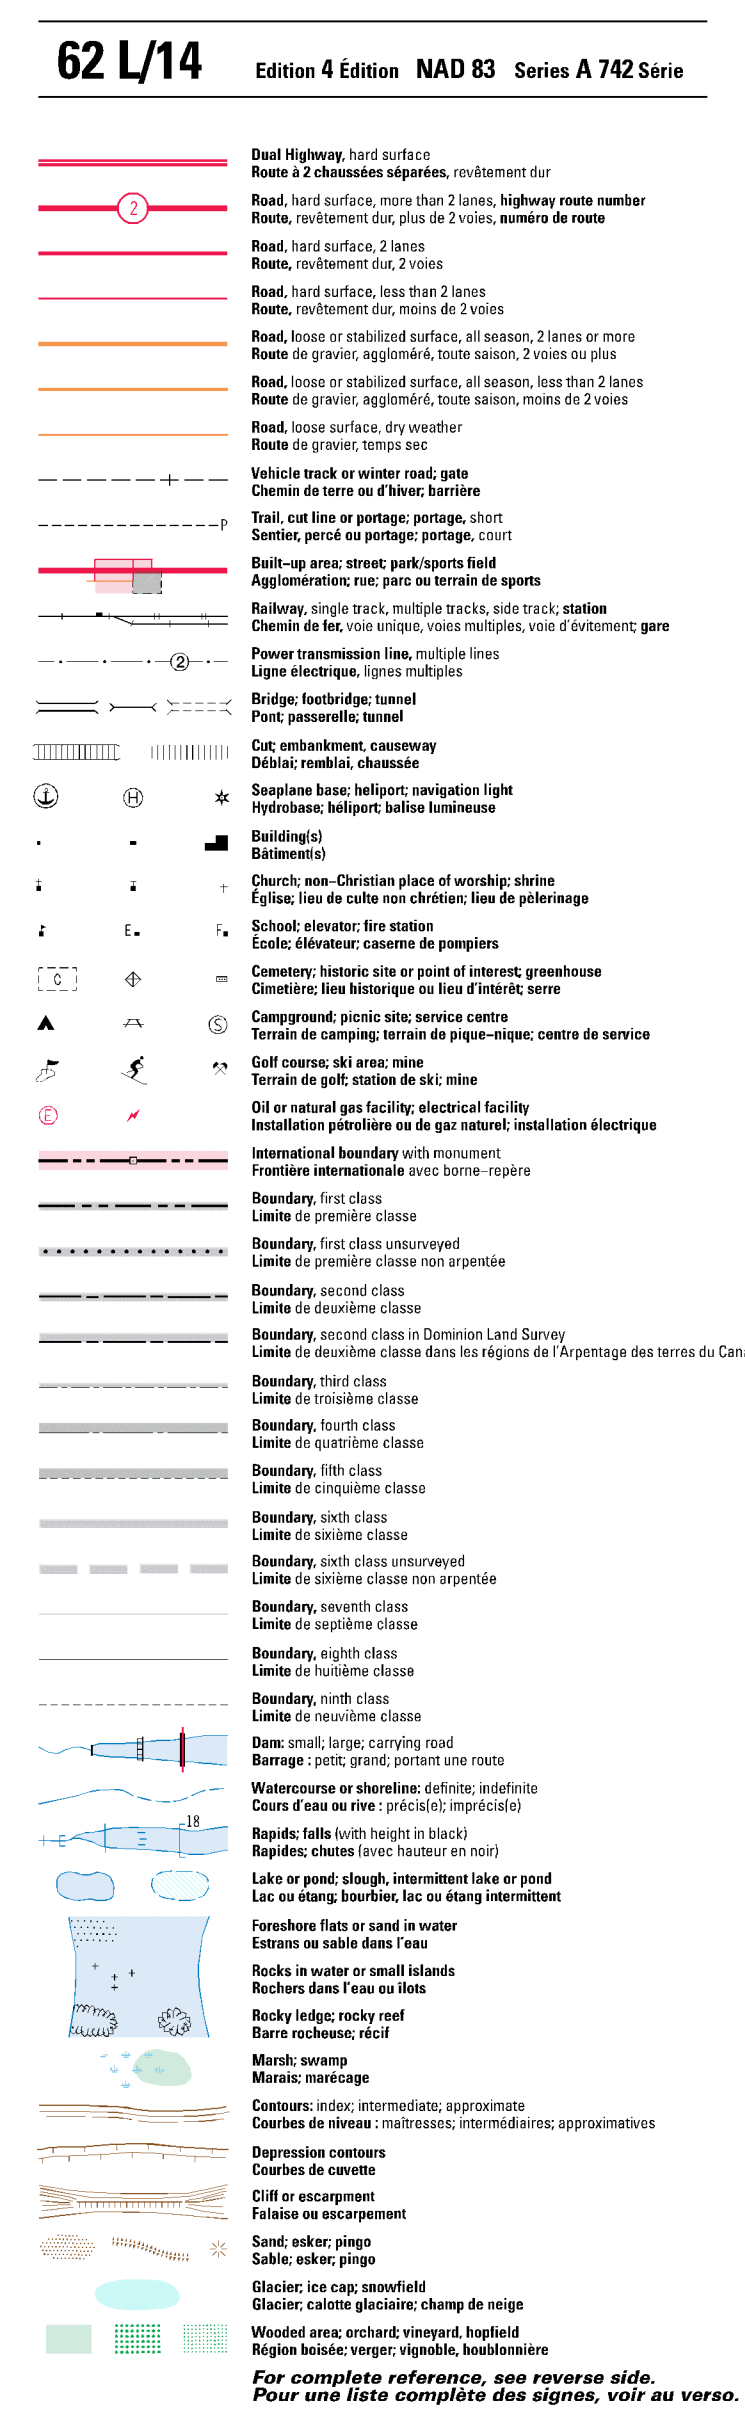 62 L/14 Edition 4 Édition NAD 83 Series A 742 Série
Dual Highway, hard surface
Route à 2 chaussées séparées, revêtement dur
2
Road, hard surface, more than 2 lanes, highway route number
Route, revêtement dur, plus de 2 voies, numéro de route
Road, hard surface, 2 lanes
Route, revêtement dur, 2 voies
Road, hard surface, less than 2 lanes
Route, revêtement dur, moins de 2 voies
Road, loose or stabilized surface, all season, 2 lanes or more
Route de gravier, aggloméré, toute saison, 2 voies ou plus
Road, loose or stabilized surface, all season, less than 2 lanes
Route de gravier, aggloméré, toute saison, moins de 2 voies
Road, loose surface, dry weather
Route de gravier, temps sec
Vehicle track or winter road; gate
Chemin de terre ou d'hiver; barrière
P
Trail, cut line or portage; portage, short
Sentier, percé ou portage; portage, court
Built-up area; street; park/sports field
Agglomération; rue; parc ou terrain de sports
Railway, single track, multiple tracks, side track; station
Chemin de fer, voie unique, voies multiples, voie d'évitement; gare
2
Power transmission line, multiple lines
Ligne électrique, lignes multiples
Bridge; footbridge; tunnel
Pont; passerelle; tunnel
Cut; embankment, causeway
Déblai; remblai, chaussée
H
Seaplane base; heliport; navigation light
Hydrobase; héliport; balise lumineuse
Building(s)
Bâtiment(s)
Church; non-Christian place of worship; shrine
Église; lieu de culte non chrétien; lieu de pèlerinage
E F
School; elevator; fire station
École; élévateur; caserne de pompiers
C
Cemetery; historic site or point of interest; greenhouse
Cimetière; lieu historique ou lieu d'intérêt; serre
S
Campground; picnic site; service centre
Terrain de camping; terrain de pique-nique; centre de service
Golf course; ski area; mine
Terrain de golf; station de ski; mine
E
Oil or natural gas facility; electrical facility
Installation pétrolière ou de gaz naturel; installation électrique
International boundary with monument
Frontière internationale avec borne-repère
Boundary, first class
Limite de première classe
Boundary, first class unsurveyed
Limite de première classe non arpentée
Boundary, second class
Limite de deuxième classe
Boundary, second class in Dominion Land Survey
Limite de deuxième classe dans les régions de l'Arpentage des terres du Can
Boundary, third class
Limite de troisième classe
Boundary, fourth class
Limite de quatrième classe
Boundary, fifth class
Limite de cinquième classe
Boundary, sixth class
Limite de sixième classe
Boundary, sixth class unsurveyed
Limite de sixième classe non arpentée
Boundary, seventh class
Limite de septième classe
Boundary, eighth class
Limite de huitième classe
Boundary, ninth class
Limite de neuvième classe
Dam: small; large; carrying road
Barrage : petit; grand; portant une route
Watercourse or shoreline: definite; indefinite
Cours d'eau ou rive : précis(e); imprécis(e)
18
Rapids; falls (with height in black)
Rapides; chutes (avec hauteur en noir)
Lake or pond; slough, intermittent lake or pond
Lac ou étang; bourbier, lac ou étang intermittent
Foreshore flats or sand in water
Estrans ou sable dans l'eau
Rocks in water or small islands
Rochers dans l'eau ou îlots
Rocky ledge; rocky reef
Barre rocheuse; récif
Marsh; swamp
Marais; marécage
Contours: index; intermediate; approximate
Courbes de niveau : maîtresses; intermédiaires; approximatives
Depression contours
Courbes de cuvette
Cliff or escarpment
Falaise ou escarpement
Sand; esker; pingo
Sable; esker; pingo
Glacier; ice cap; snowfield
Glacier; calotte glaciaire; champ de neige
Wooded area; orchard; vineyard, hopfield
Région boisée; verger; vignoble, houblonnière
For complete reference, see reverse side.
Pour une liste complète des signes, voir au verso.